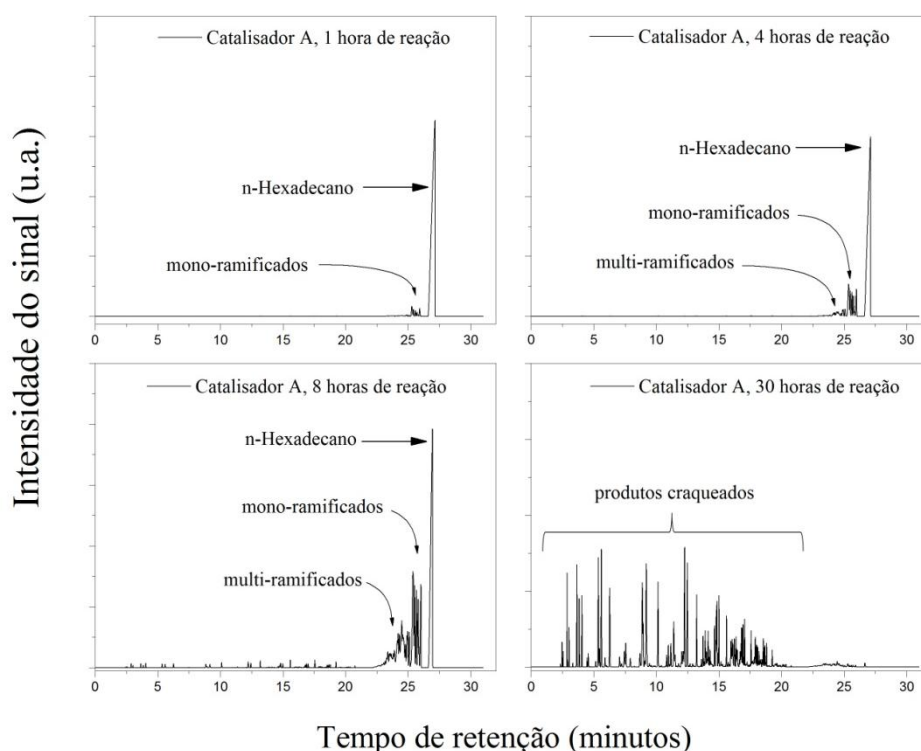 Intensidade do sinal (u.a.)
Catalisador A, 1 hora de reação
n-Hexadecano
mono-ramificados
0 5 10 15 20 25 30
Catalisador A, 4 horas de reação
n-Hexadecano
mono-ramificados
multi-ramificados
0 5 10 15 20 25 30
Catalisador A, 8 horas de reação
n-Hexadecano
mono-ramificados
multi-ramificados
0 5 10 15 20 25 30
Catalisador A, 30 horas de reação
produtos craqueados
0 5 10 15 20 25 30
Tempo de retenção (minutos)